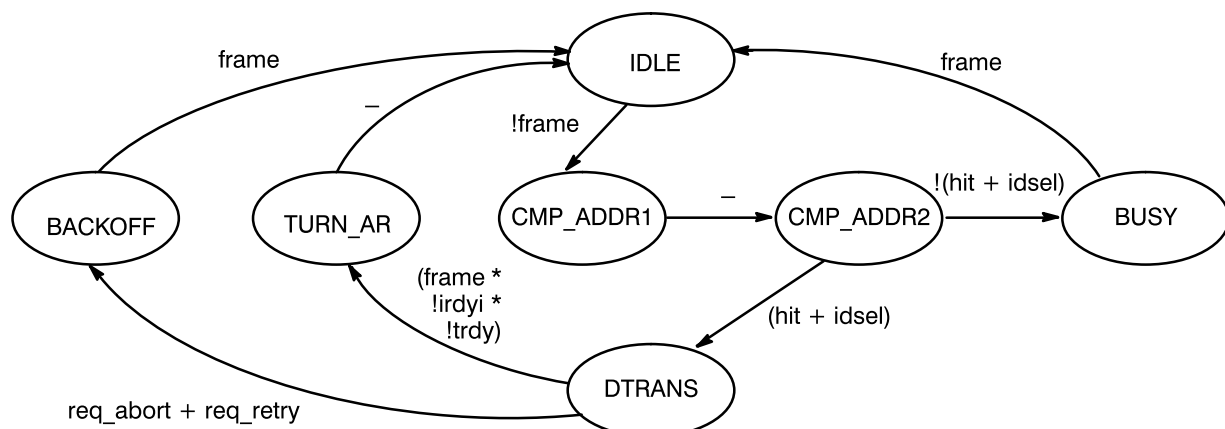 IDLE
frame
frame
–
!frame
!(hit + idsel)
BACKOFF
TURN_AR
CMP_ADDR1
–
CMP_ADDR2
BUSY
(frame *
!irdyi *
!trdy)
(hit + idsel)
DTRANS
req_abort + req_retry